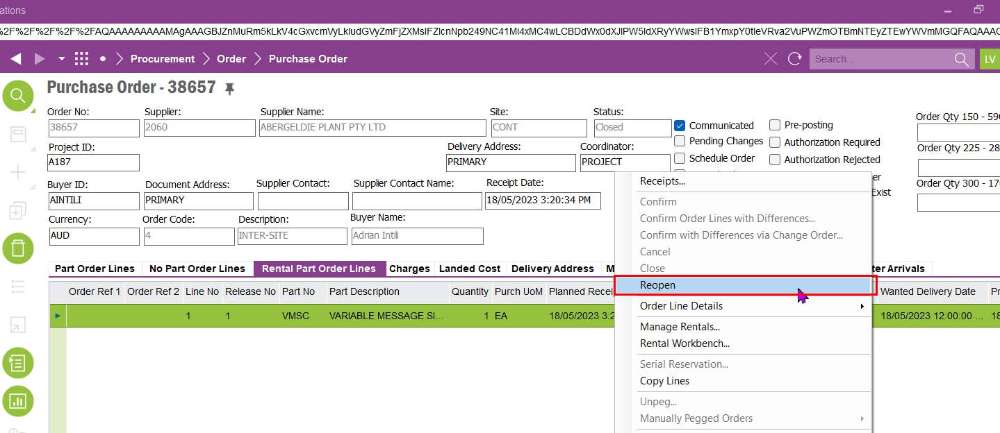 ations
Procurement Order Purchase Order Search... LV
Purchase Order - 38657
Order No: Supplier: Supplier Name: Site: Status:
38657 2060 ABERGELDIE PLANT PTY LTD CONT Closed
Communicated Pre-posting Order Qty 150 - 590
Pending Changes Authorization Required
Project ID: Delivery Address: Coordinator: Order Qty 225 - 28
A187 PRIMARY PROJECT
Schedule Order Authorization Rejected
Buyer ID: Document Address: Supplier Contact: Supplier Contact Name: Receipt Date: Order Qty 300 - 17
AINTILI PRIMARY 18/05/2023 3:20:34 PM
er
Exist
Currency: Order Code: Description: Buyer Name:
AUD 4 INTER-SITE Adrian Intili
Part Order Lines No Part Order Lines Rental Part Order Lines Charges Landed Cost Delivery Address M ter Arrivals
Order Ref 1 Order Ref 2 Line No Release No Part No Part Description Quantity Purch UoM Planned Recei Wanted Delivery Date Pr
1 1 VMSC VARIABLE MESSAGE SI... 1 EA 18/05/2023 3:2 18/05/2023 12:00:00 ... 18
Receipts...
Confirm
Confirm Order Lines with Differences...
Confirm with Differences via Change Order...
Cancel
Close
Reopen
Order Line Details
Manage Rentals...
Rental Workbench...
Serial Reservation...
Copy Lines
Unpeg...
Manually Pegged Orders